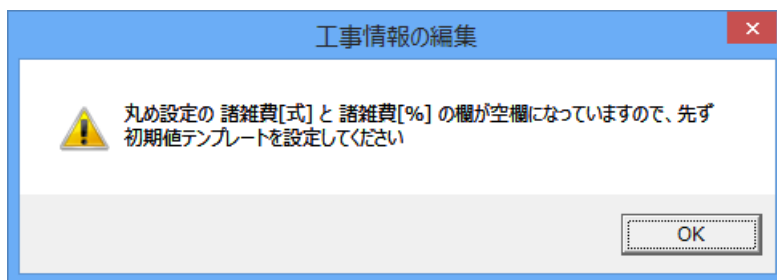 工事情報の編集
丸め設定の 諸雑費[式] と 諸雑費[%] の欄が空欄になっていますので、先ず
初期値テンプレートを設定してください
OK